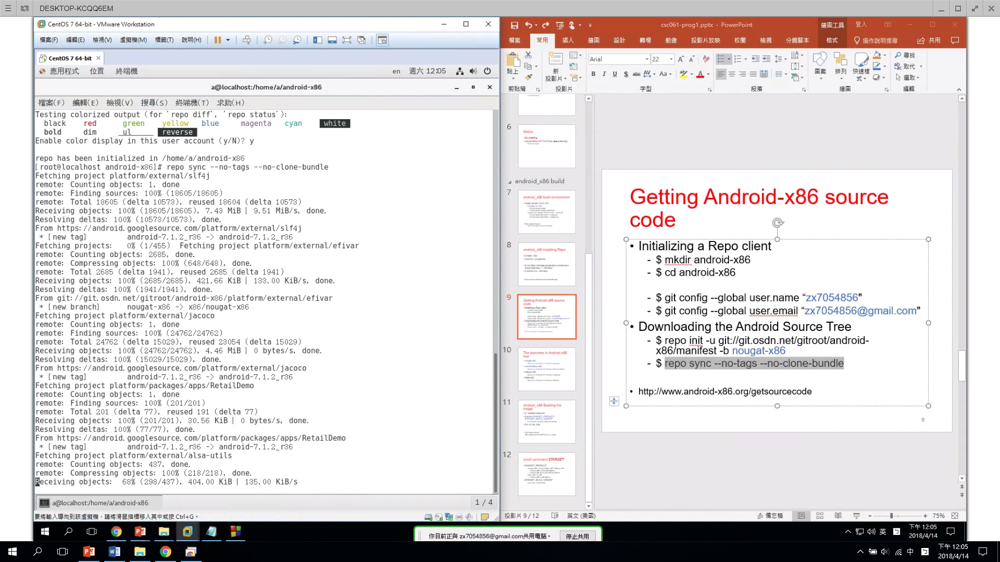 DESKTOP-KCQQ6EM
CentOS 7 64-bit - VMware Workstation
檔案(F) 編輯(E) 檢視(V) 虛擬機(M) 標籤(T) 說明(H)
CentOS 7 64-bit
應用程式 位置 終端機 en 週六 12:05
a@localhost:/home/a/android-x86
檔案(F) 編輯(E) 檢視(V) 搜尋(S) 終端機(T) 求助(H)
Testing colorized output (for 'repo diff', 'repo status'):
black red green yellow blue magenta cyan white
bold dim ul reverse
Enable color display in this user account (y/N)? y
repo has been initialized in /home/a/android-x86
[root@localhost android-x86]# repo sync --no-tags --no-clone-bundle
Fetching project platform/external/slf4j
remote: Counting objects: 1, done
remote: Finding sources: 100% (18605/18605)
remote: Total 18605 (delta 10573), reused 18604 (delta 10573)
Receiving objects: 100% (18605/18605), 7.43 MiB | 9.51 MiB/s, done.
Resolving deltas: 100% (10573/10573), done.
From https://android.googlesource.com/platform/external/slf4j
* [new tag] android-7.1.2_r36 -> android-7.1.2_r36
Fetching projects: 0% (1/455) Fetching project platform/external/efivar
remote: Counting objects: 2685, done.
remote: Compressing objects: 100% (648/648), done.
remote: Total 2685 (delta 1941), reused 2685 (delta 1941)
Receiving objects: 100% (2685/2685), 421.66 KiB | 133.00 KiB/s, done.
Resolving deltas: 100% (1941/1941), done.
From git://git.osdn.net/gitroot/android-x86/platform/external/efivar
* [new branch] nougat-x86 -> x86/nougat-x86
Fetching project platform/external/jacoco
remote: Counting objects: 1, done
remote: Finding sources: 100% (24762/24762)
remote: Total 24762 (delta 15029), reused 23054 (delta 15029)
Receiving objects: 100% (24762/24762), 4.46 MiB | 0 bytes/s, done.
Resolving deltas: 100% (15029/15029), done.
From https://android.googlesource.com/platform/external/jacoco
* [new tag] android-7.1.2_r36 -> android-7.1.2_r36
Fetching project platform/packages/apps/RetailDemo
remote: Counting objects: 1, done
remote: Finding sources: 100% (201/201)
remote: Total 201 (delta 77), reused 191 (delta 77)
Receiving objects: 100% (201/201), 30.56 KiB | 0 bytes/s, done.
Resolving deltas: 100% (77/77), done.
From https://android.googlesource.com/platform/packages/apps/RetailDemo
* [new tag] android-7.1.2_r36 -> android-7.1.2_r36
Fetching project platform/external/alsa-utils
remote: Counting objects: 437, done.
remote: Compressing objects: 100% (218/218), done.
Receiving objects: 68% (298/437), 404.00 KiB | 135.00 KiB/s
a@localhost:/home/a/android-x86 1 / 4
要將輸入導向到該虛擬機，請將滑鼠指標移入其中或按 Ctrl+G。
csc061-prog1.pptx - PowerPoint 繪圖工具 登入
檔案 常用 插入 繪圖 設計 轉場 動畫 投影片放映 校閱 檢視 分鏡腳本 格式 操作說明搜尋 共用
貼上 新投影片 Arial 22 圖案 排列 快速樣式 尋找 取代 選取
剪貼簿 投影片 字型 段落 繪圖 編輯
6
Notice
android_x86 build
7
android_x86 build environment
8
android_x86 installing Repo
9
Getting Android-x86 source code
10
The branches in Android-x86 tree
11
Android_x86 Building the image
12
lunch command $TARGET
Getting Android-x86 source
code
• Initializing a Repo client
- $ mkdir android-x86
- $ cd android-x86
- $ git config --global user.name “zx7054856"
- $ git config --global user.email “zx7054856@gmail.com"
• Downloading the Android Source Tree
- $ repo init -u git://git.osdn.net/gitroot/android-
x86/manifest -b nougat-x86
- $ repo sync --no-tags --no-clone-bundle
• http://www.android-x86.org/getsourcecode
9
投影片 9 / 12 英文 (美國) 備忘稿 75%
你目前正與 zx7054856@gmail.com共用電腦。 停止共用
英 下午 12:05
2018/4/14
中 下午 12:05
2018/4/14